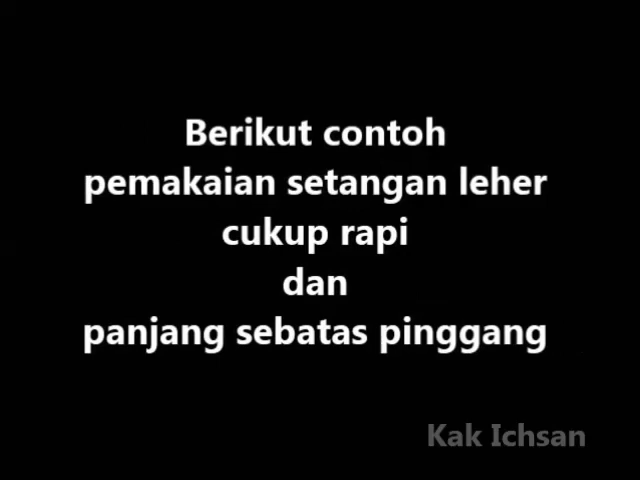 Berikut contoh
pemakaian setangan leher
cukup rapi
dan
panjang sebatas pinggang
Kak Ichsan